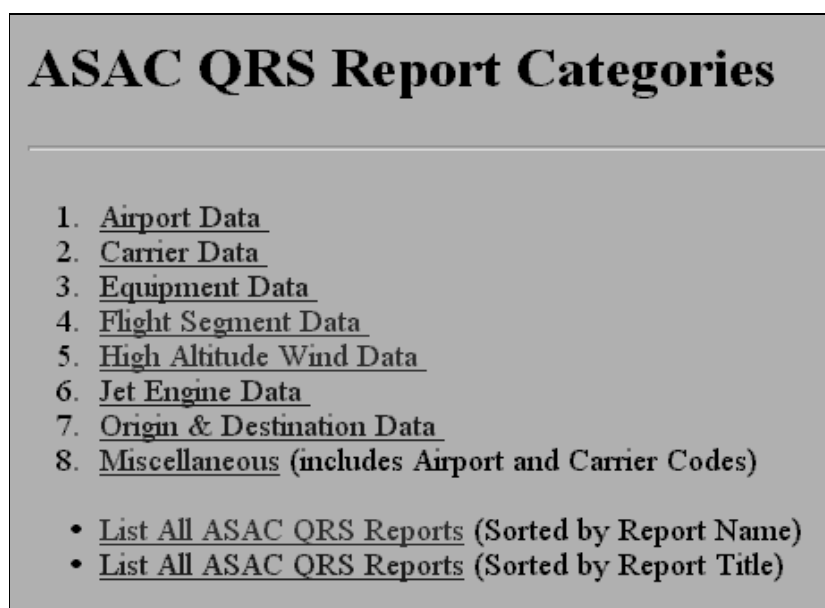 ASAC QRS Report Categories
1. Airport Data
2. Carrier Data
3. Equipment Data
4. Flight Segment Data
5. High Altitude Wind Data
6. Jet Engine Data
7. Origin & Destination Data
8. Miscellaneous (includes Airport and Carrier Codes)
• List All ASAC QRS Reports (Sorted by Report Name)
• List All ASAC QRS Reports (Sorted by Report Title)